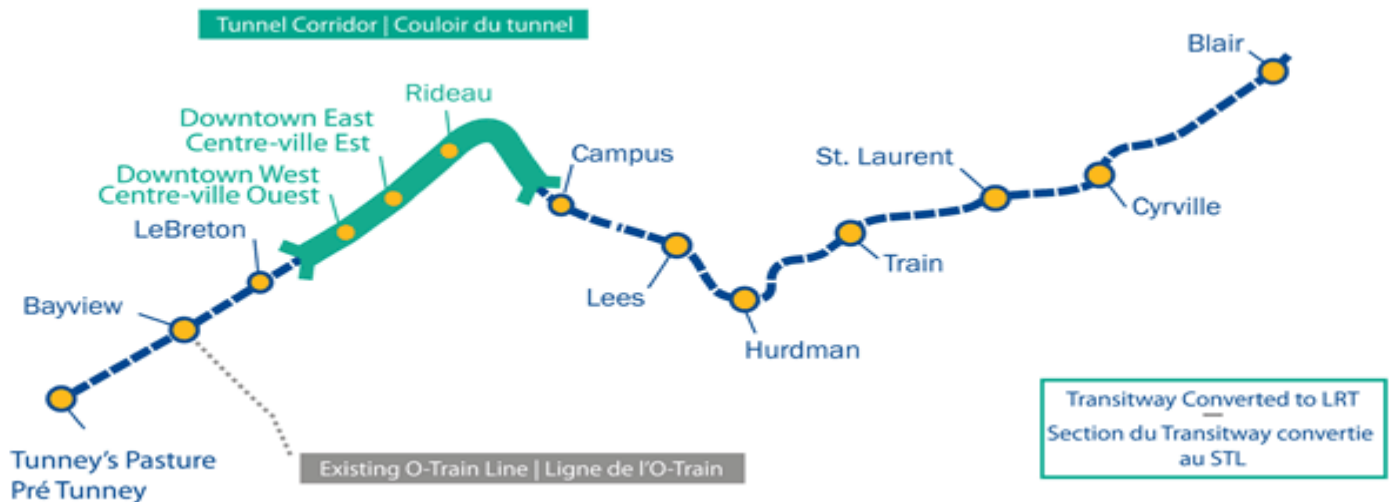 Tunnel Corridor | Couloir du tunnel
Blair
Rideau
Downtown East
Centre-ville Est
Campus
St. Laurent
Downtown West
Centre-ville Ouest
Cyrville
LeBreton
Train
Lees
Bayview
Hurdman
Transitway Converted to LRT
Section du Transitway convertie
au STL
Tunney's Pasture
Pré Tunney
Existing O-Train Line | Ligne de l'O-Train